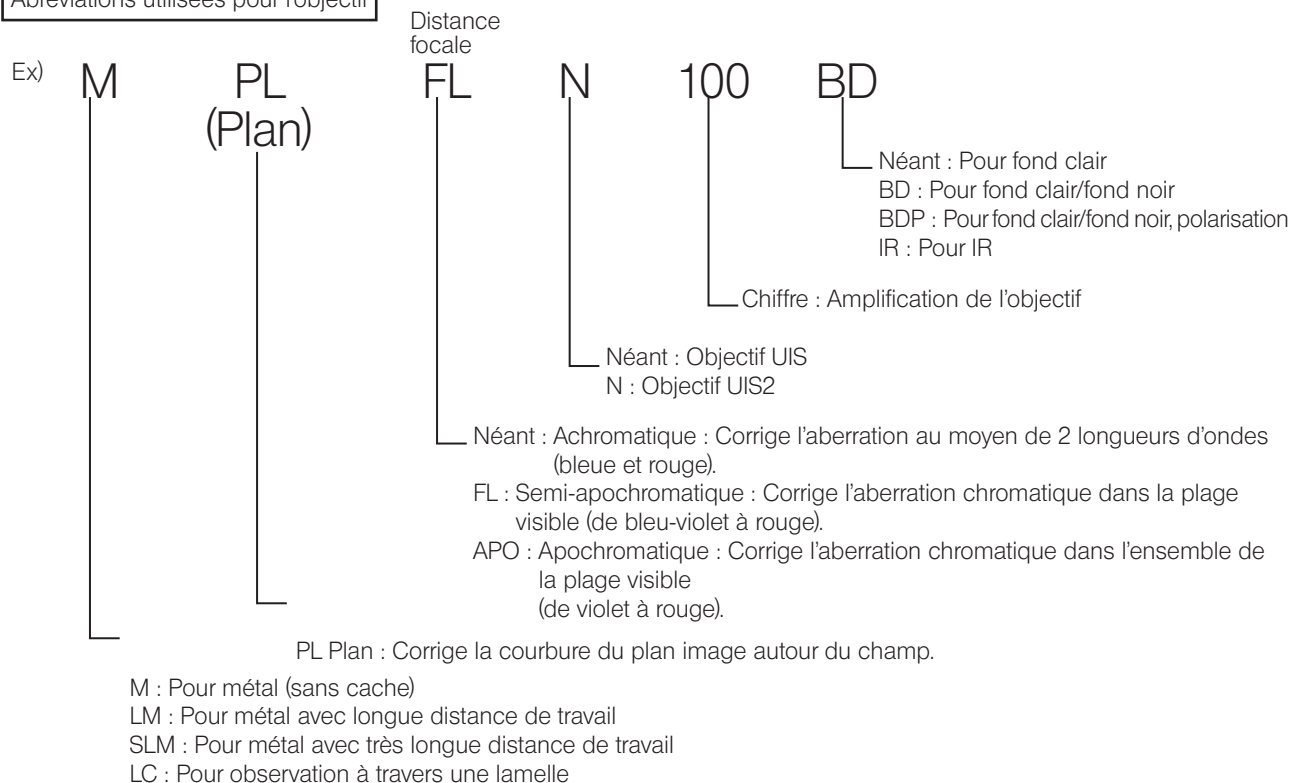 Abréviations utilisées pour l'objectif
Distance
focale
Ex) M PL FL N 100 BD
(Plan)
Néant : Pour fond clair
BD : Pour fond clair/fond noir
BDP : Pour fond clair/fond noir, polarisation
IR : Pour IR
Chiffre : Amplification de l'objectif
Néant : Objectif UIS
N : Objectif UIS2
Néant : Achromatique : Corrige l'aberration au moyen de 2 longueurs d'ondes
(bleue et rouge).
FL : Semi-apochromatique : Corrige l'aberration chromatique dans la plage
visible (de bleu-violet à rouge).
APO : Apochromatique : Corrige l'aberration chromatique dans l'ensemble de
la plage visible
(de violet à rouge).
PL Plan : Corrige la courbure du plan image autour du champ.
M : Pour métal (sans cache)
LM : Pour métal avec longue distance de travail
SLM : Pour métal avec très longue distance de travail
LC : Pour observation à travers une lamelle